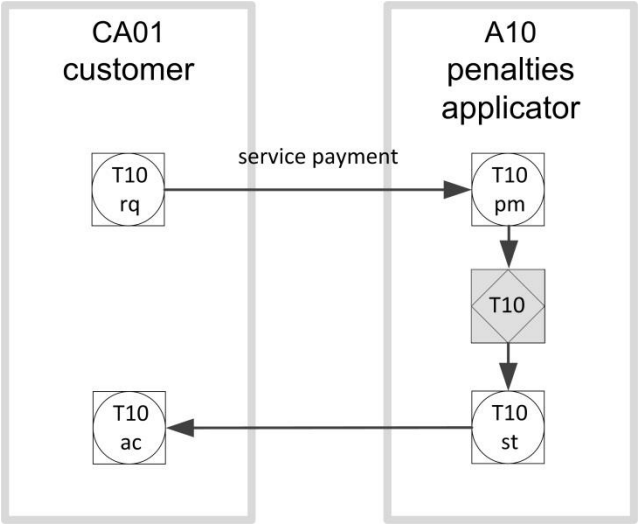 CA01
customer
A10
penalties
applicator
service payment
T10
rq
T10
pm
T10
T10
ac
T10
st